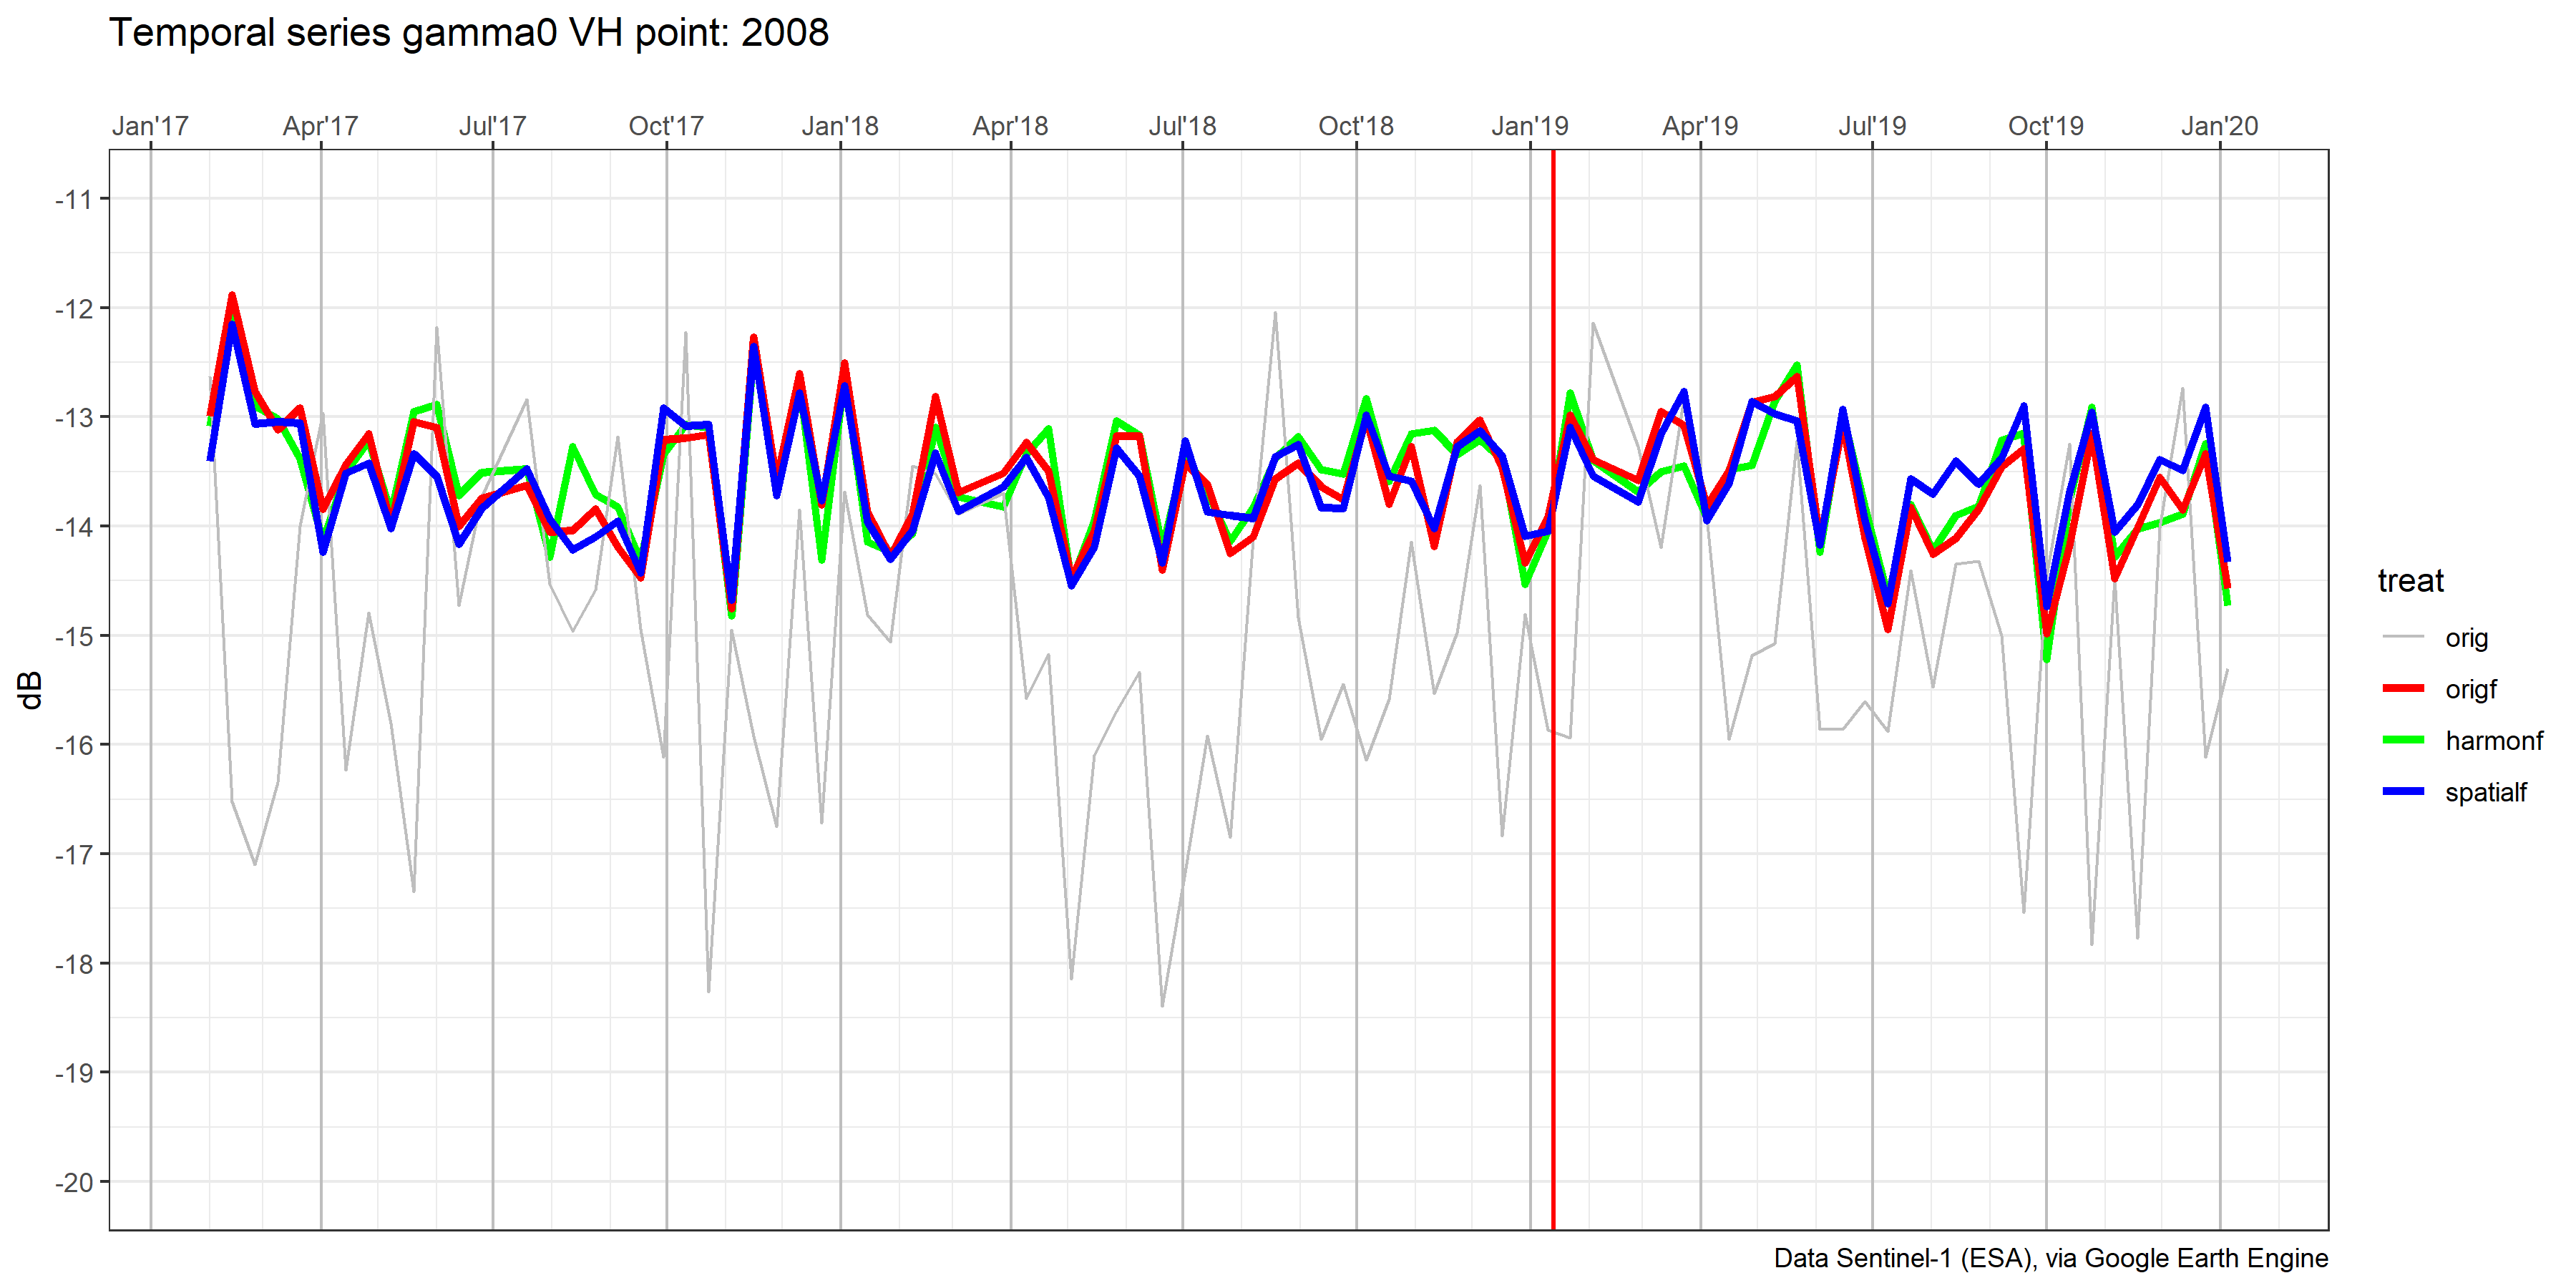 Temporal series gamma0 VH point: 2008
Jan'17 Apr'17 Jul'17 Oct'17 Jan'18 Apr'18 Jul'18 Oct'18 Jan'19 Apr'19 Jul'19 Oct'19 Jan'20
-11
-12
-13
-14
-15
-16
-17
-18
-19
-20
dB
treat
orig
origf
harmonf
spatialf
Data Sentinel-1 (ESA), via Google Earth Engine